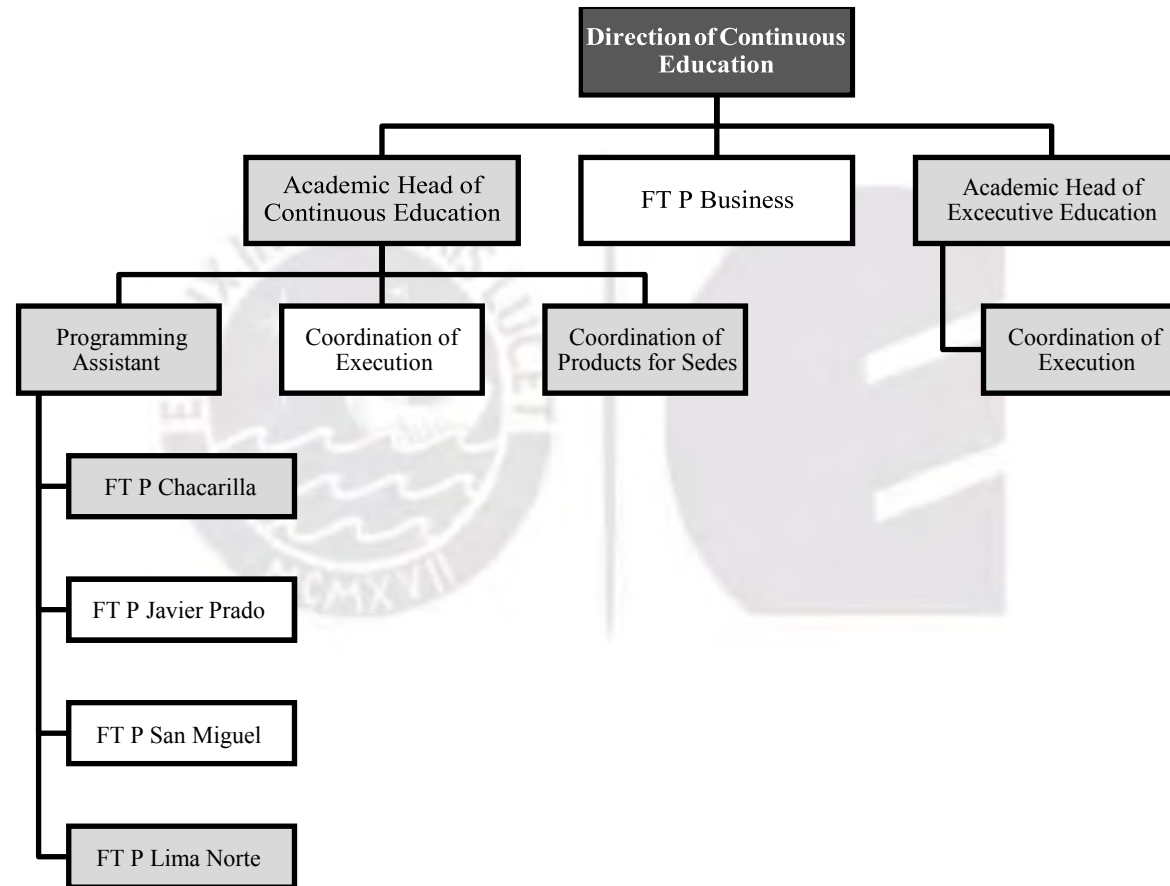 Direction of Continuous
Education
Academic Head of
Continuous Education
FT P Business
Academic Head of
Excecutive Education
Programming
Assistant
Coordination of
Execution
Coordination of
Products for Sedes
Coordination of
Execution
FT P Chacarilla
FT P Javier Prado
FT P San Miguel
FT P Lima Norte
LUCET
MCMXVII